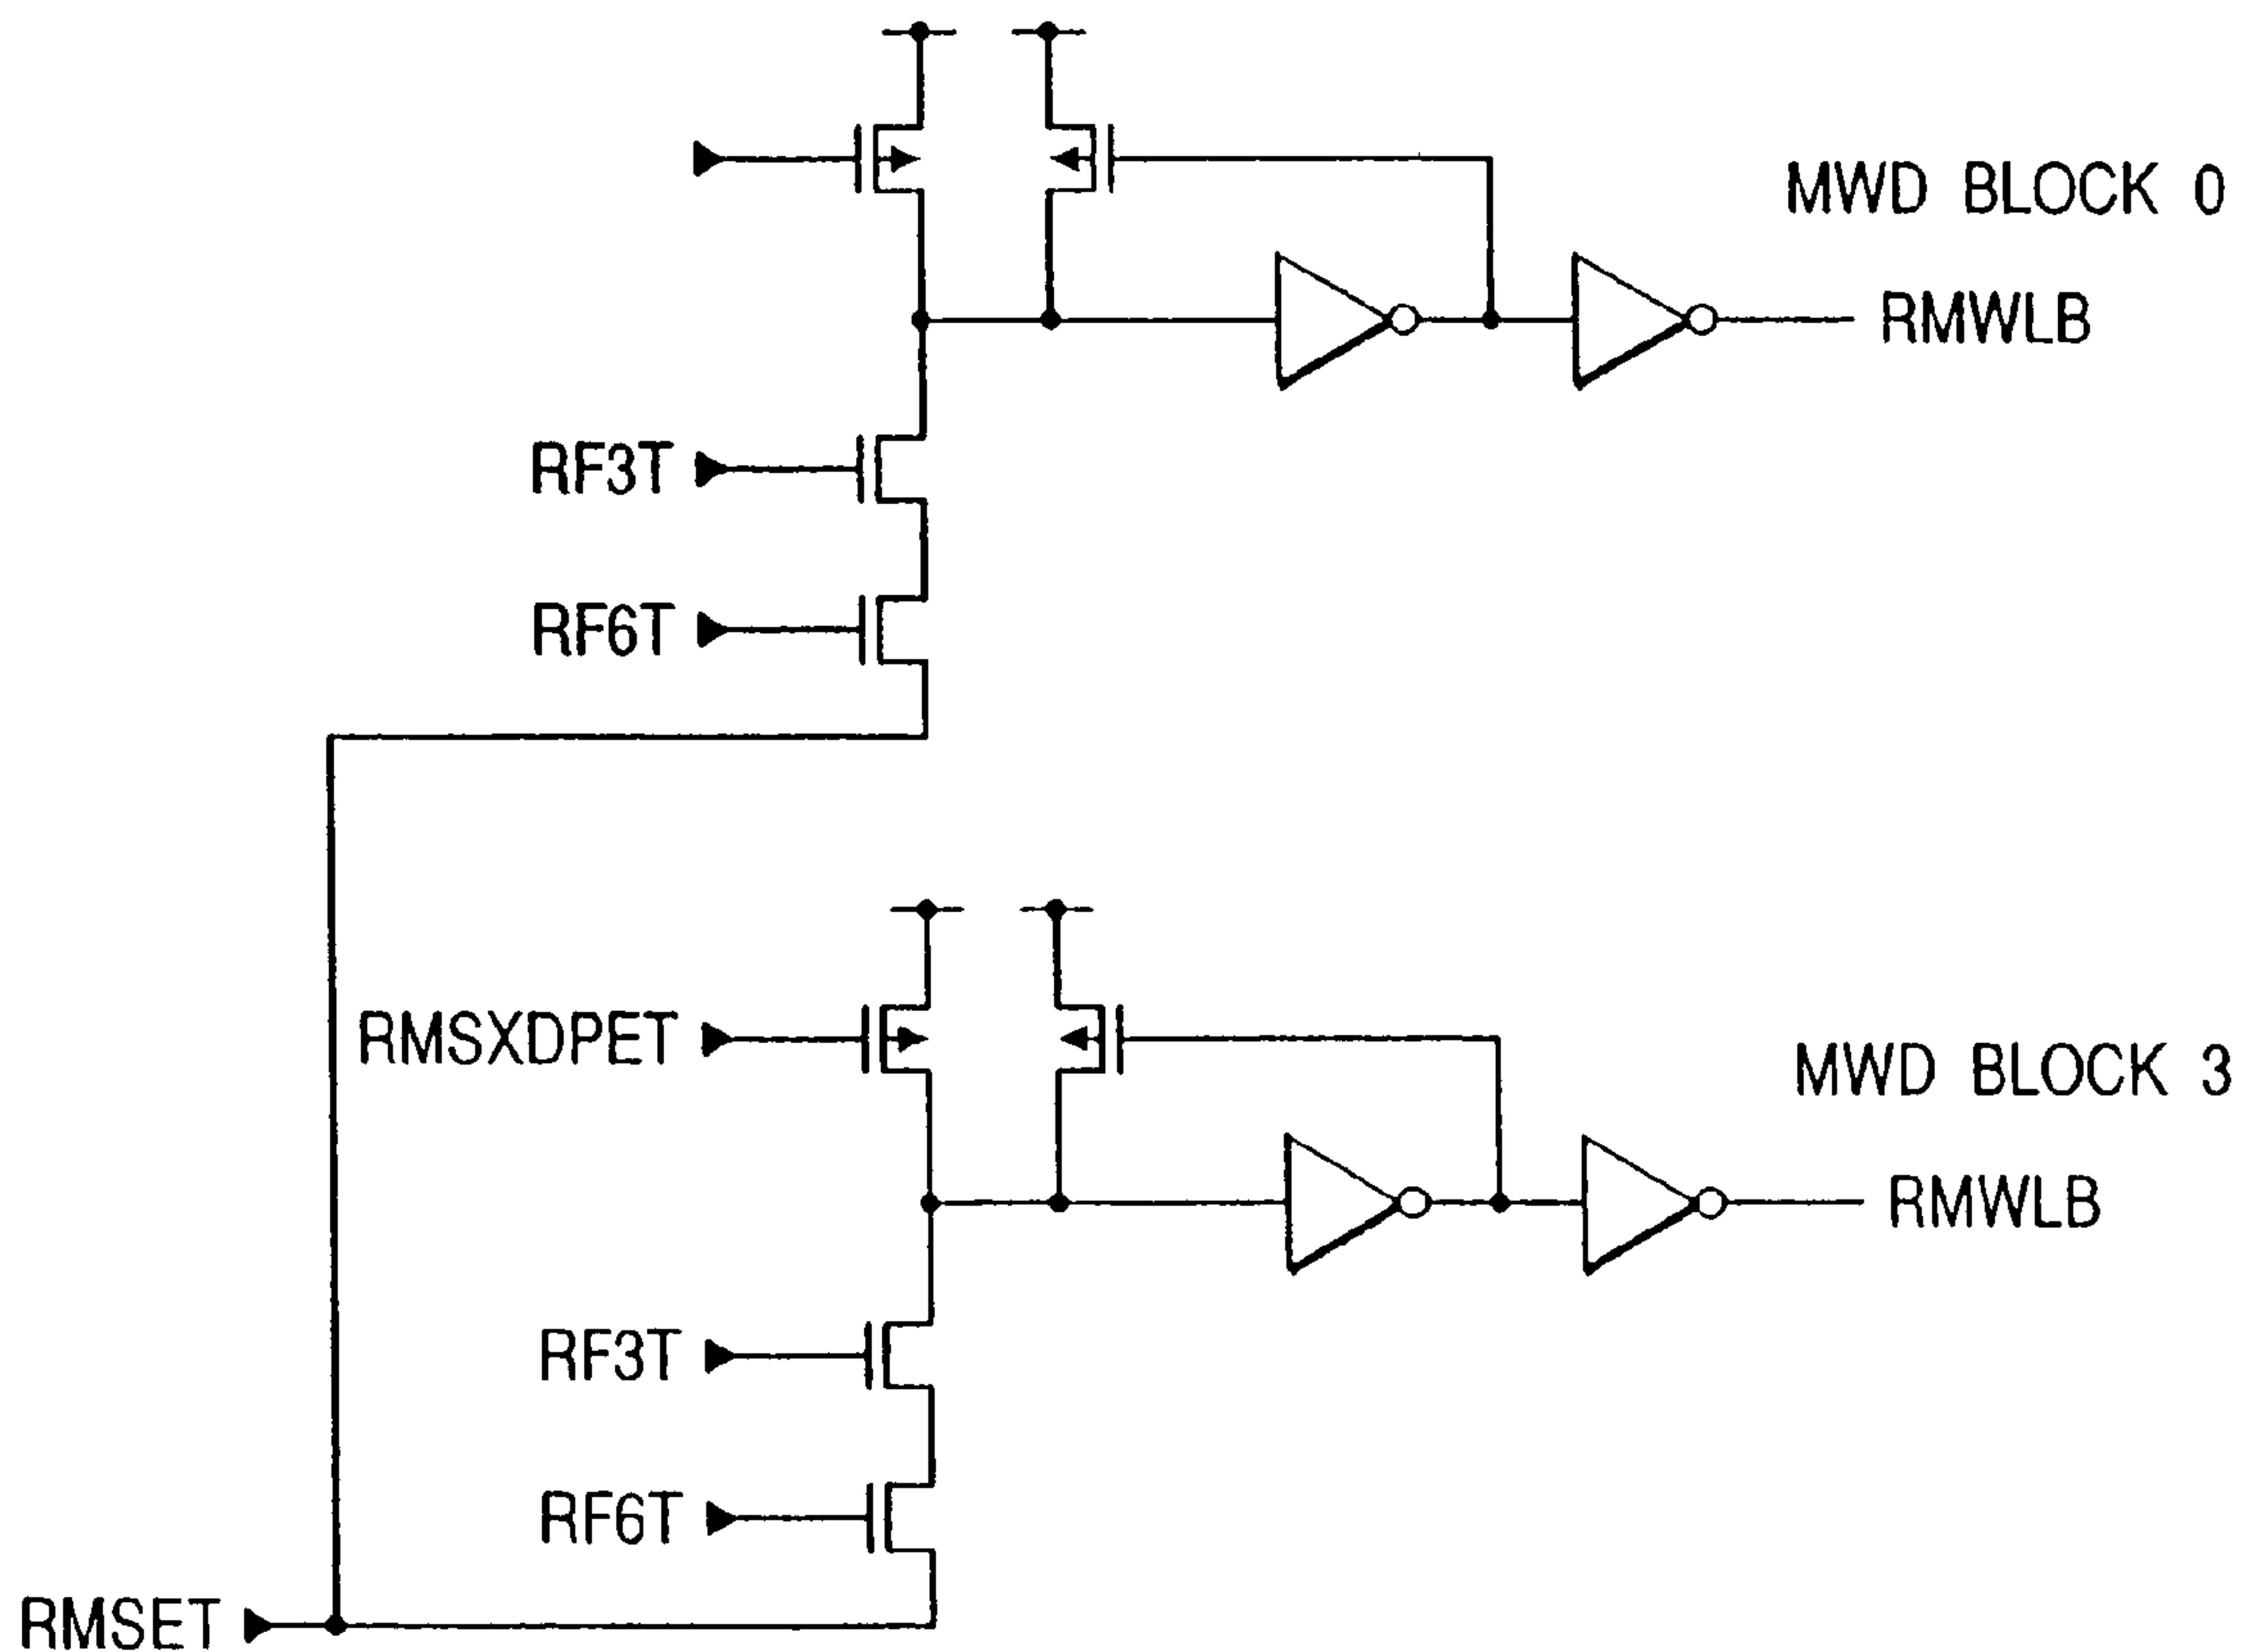 MWD BLOCK 0
RMWLB
RF3T
RF6T
RMSXDPET
MWD BLOCK 3
RMWLB
RF3T
RF6T
RMSET